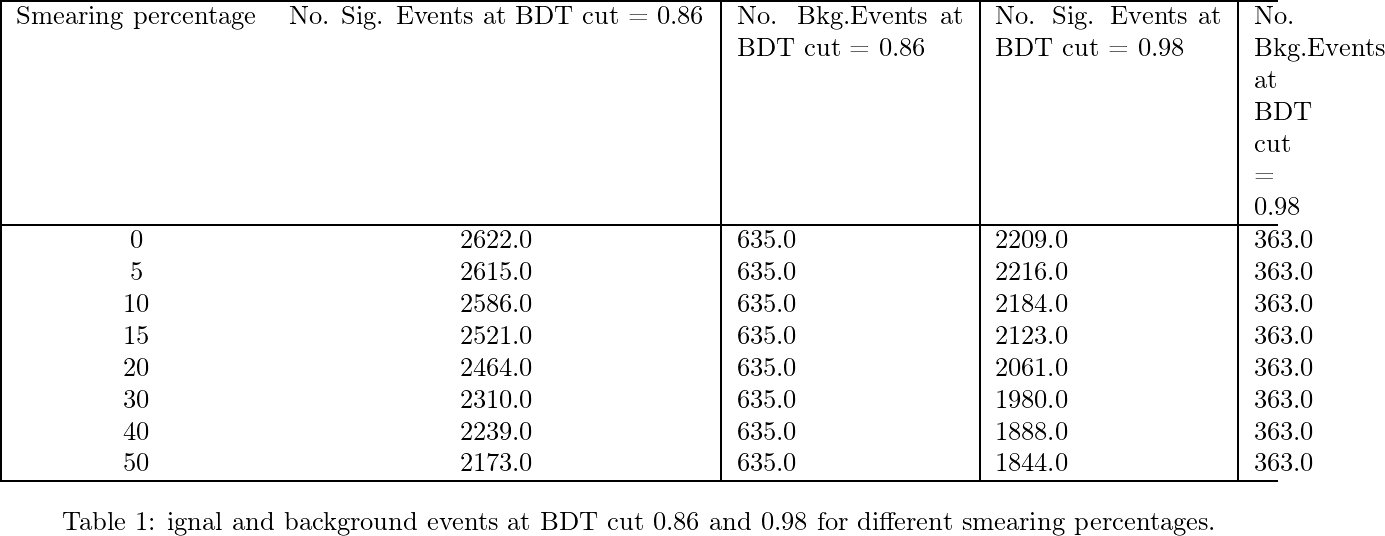 Smearing percentage No. Sig. Events at BDT cut = 0.86 No. Bkg.Events at BDT cut = 0.86 No. Sig. Events at BDT cut = 0.98 No. Bkg.Events at BDT cut = 0.98
0 2622.0 635.0 2209.0 363.0
5 2615.0 635.0 2216.0 363.0
10 2586.0 635.0 2184.0 363.0
15 2521.0 635.0 2123.0 363.0
20 2464.0 635.0 2061.0 363.0
30 2310.0 635.0 1980.0 363.0
40 2239.0 635.0 1888.0 363.0
50 2173.0 635.0 1844.0 363.0
Table 1: ignal and background events at BDT cut 0.86 and 0.98 for different smearing percentages.